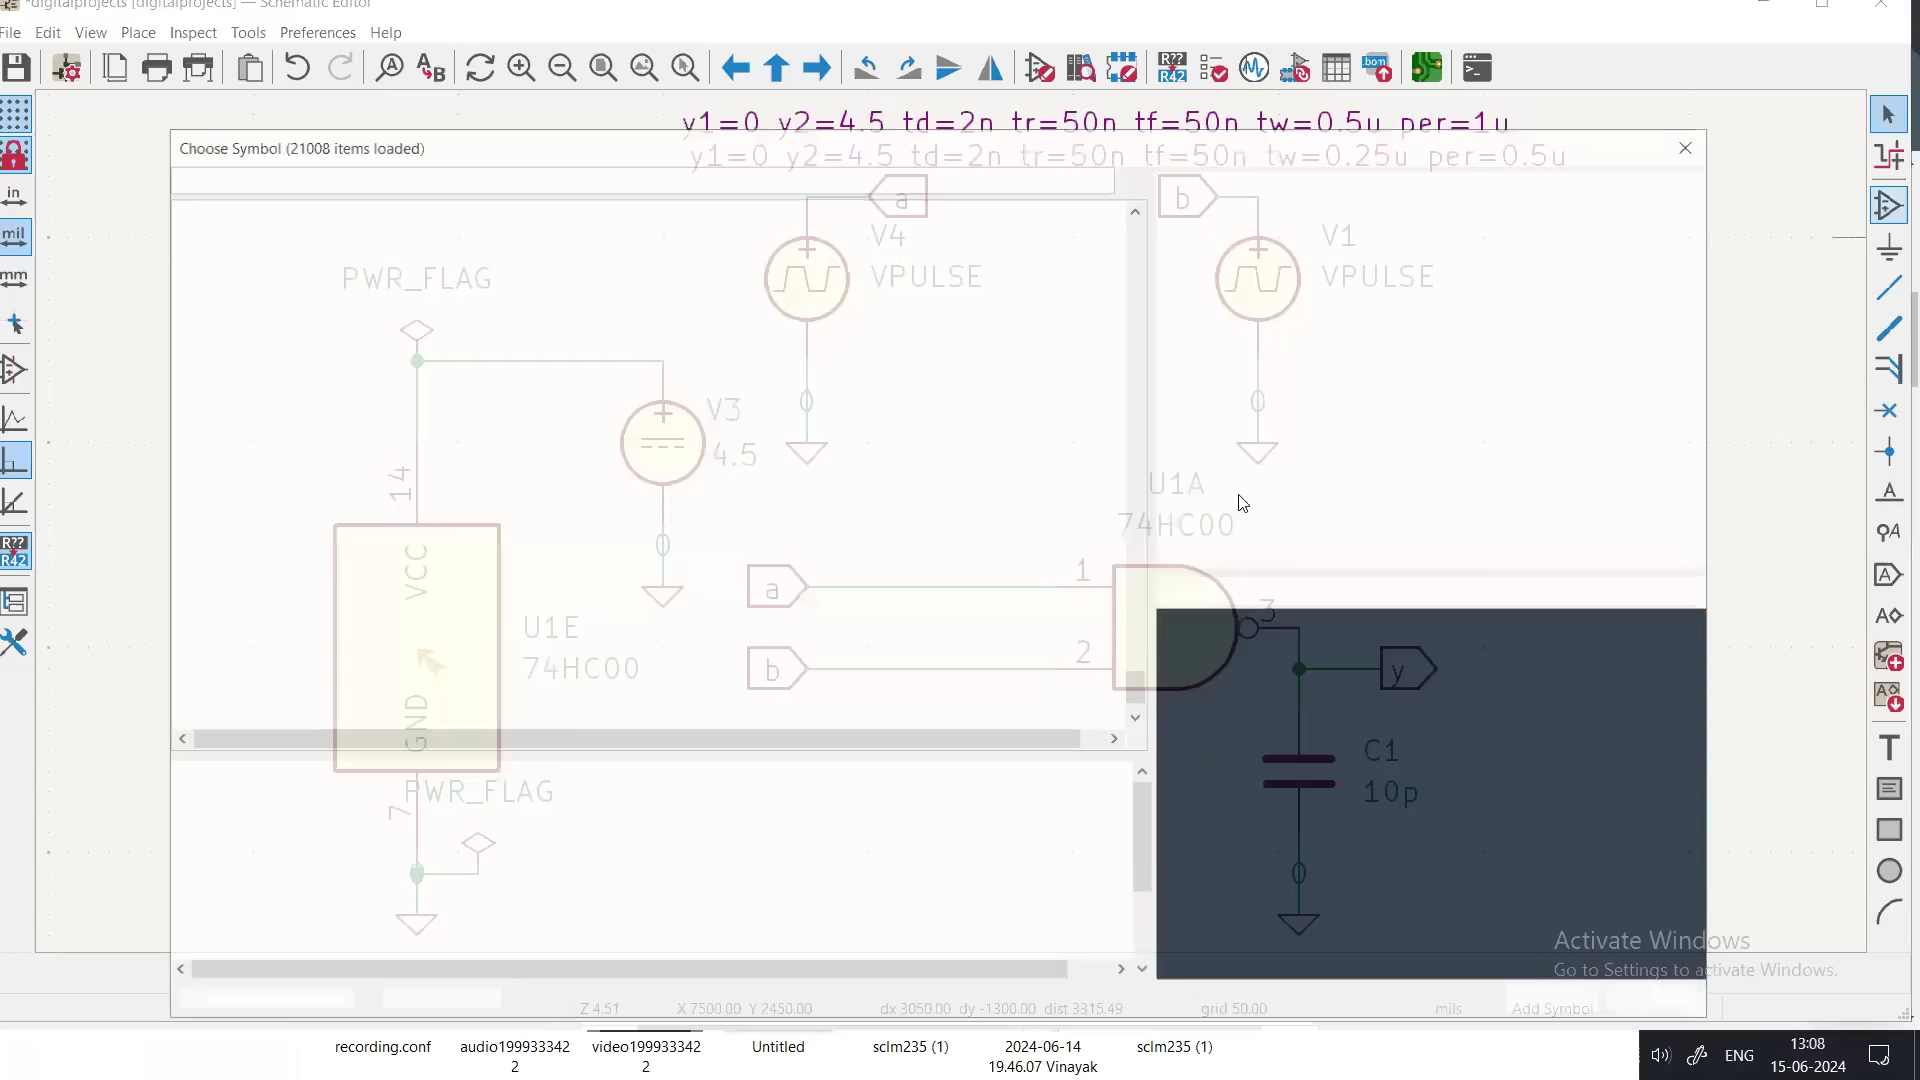 *digitalprojects [digitalprojects] — Schematic Editor
File Edit View Place Inspect Tools Preferences Help
y1=0 y2=4.5 td=2n tr=50n tf=50n tw=0.5u per=1u
Choose Symbol (21008 items loaded)
y1=0 y2=4.5 td=2n tr=50n tf=50n tw=0.25u per=0.5u
a
b
V4
VPULSE
V1
VPULSE
PWR_FLAG
0
0
V3
4.5
14
0
U1A
74HC00
VCC
GND
U1E
74HC00
a
1
b
2
3
y
C1
10p
7
PWR_FLAG
0
in
mil
mm
R??
R42
R??
R42
bom
Activate Windows
Go to Settings to activate Windows.
Z 4.51 X 7500.00 Y 2450.00 dx 3050.00 dy -1300.00 dist 3315.49 grid 50.00 mils Add Symbol
recording.conf
audio199933342
2
video199933342
2
Untitled
sclm235 (1)
2024-06-14
19.46.07 Vinayak
sclm235 (1)
ENG
13:08
15-06-2024